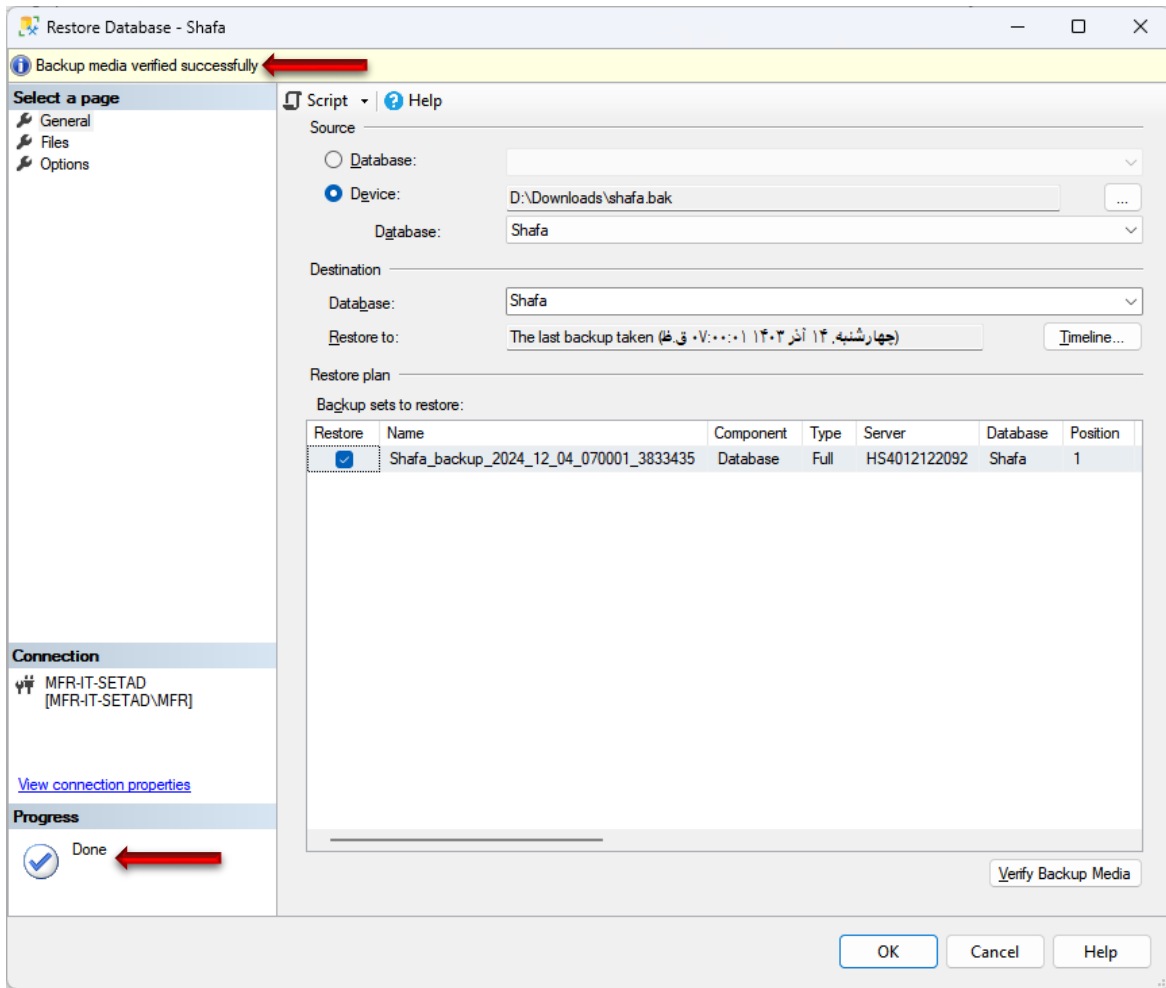 Restore Database - Shafa
Backup media verified successfully
Select a page
General
Files
Options
Script
Help
Source
Database:
Device:
D:\Downloads\shafa.bak
...
Database:
Shafa
Destination
Database:
Shafa
Restore to:
The last backup taken (چهارشنبه, ۱۴ آذر ۱۴۰۳ ۰۷:۰۰:۰۱ ق.ظ)
Timeline...
Restore plan
Backup sets to restore:
Restore Name Component Type Server Database Position
Shafa_backup_2024_12_04_070001_3833435 Database Full HS4012122092 Shafa 1
Connection
MFR-IT-SETAD
[MFR-IT-SETAD\MFR]
View connection properties
Progress
Done
Verify Backup Media
OK Cancel Help